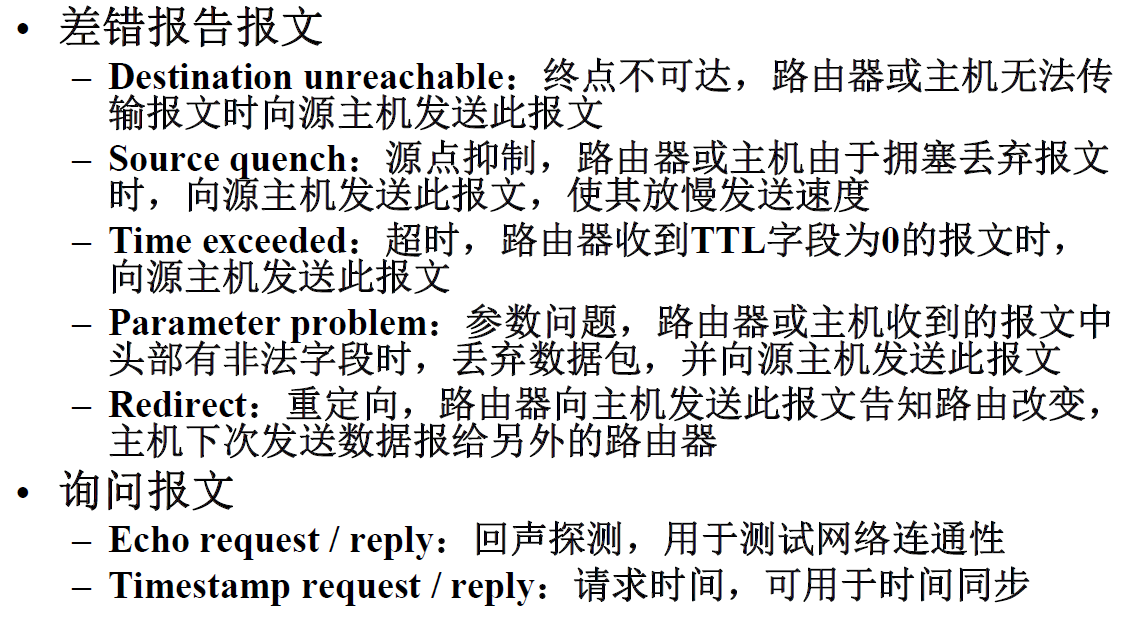 • 差错报告报文
– Destination unreachable：终点不可达，路由器或主机无法传
输报文时向源主机发送此报文
– Source quench：源点抑制，路由器或主机由于拥塞丢弃报文
时，向源主机发送此报文，使其放慢发送速度
– Time exceeded：超时，路由器收到TTL字段为0的报文时，
向源主机发送此报文
– Parameter problem：参数问题，路由器或主机收到的报文中
头部有非法字段时，丢弃数据包，并向源主机发送此报文
– Redirect：重定向，路由器向主机发送此报文告知路由改变，
主机下次发送数据报给另外的路由器
• 询问报文
– Echo request / reply：回声探测，用于测试网络连通性
– Timestamp request / reply：请求时间，可用于时间同步